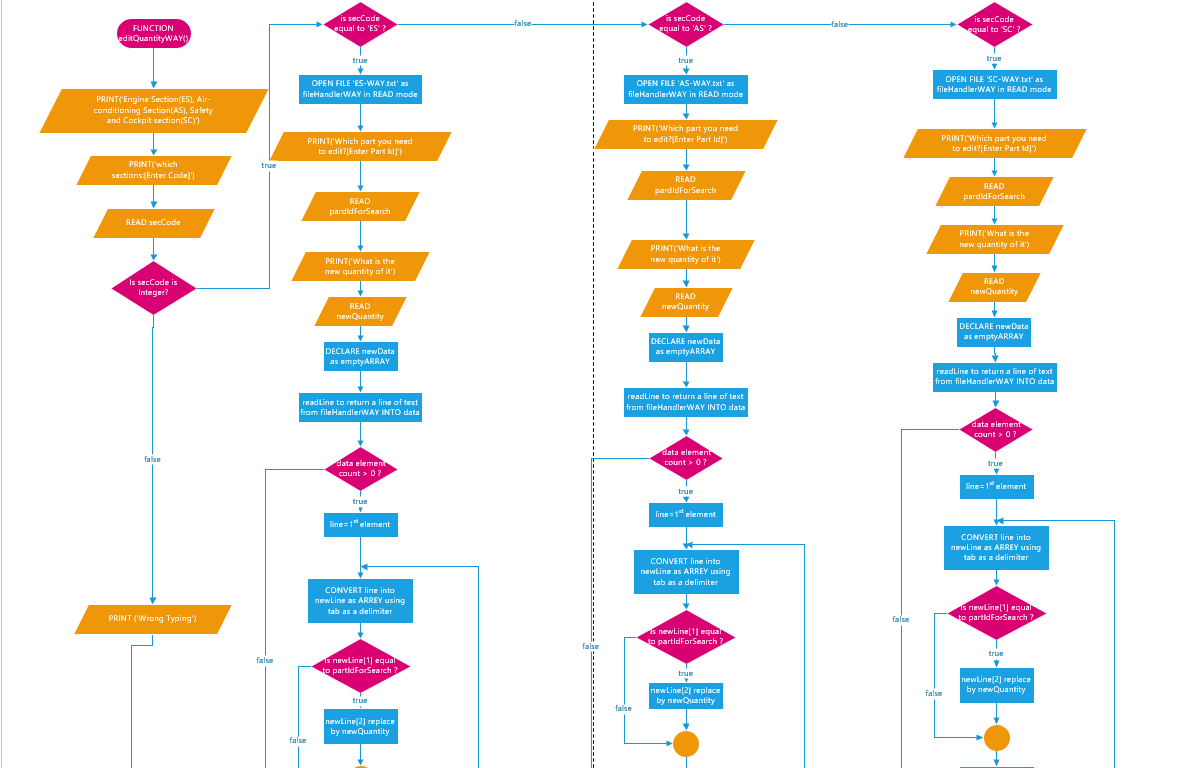 FUNCTION
editQuantityWAY()
PRINT('Engine Section(ES), Air-
conditioning Section(AS), Safety
and Cockpit section(SC)')
PRINT('which
sections:[Enter Code]')
READ secCode
Is secCode is
Integer?
true
false
PRINT ('Wrong Typing')
is secCode
equal to 'ES' ?
false
true
OPEN FILE 'ES-WAY.txt' as
fileHandlerWAY in READ mode
PRINT('Which part you need
to edit?[Enter Part Id]')
READ
pardIdForSearch
PRINT('What is the
new quantity of it')
READ
newQuantity
DECLARE newData
as emptyARRAY
readLine to return a line of text
from fileHandlerWAY INTO data
data element
count > 0 ?
true
line=1st element
CONVERT line into
newLine as ARREY using
tab as a delimiter
false
is newLine[1] equal
to partIdForSearch ?
true
newLine[2] replace
by newQuantity
false
is secCode
equal to 'AS' ?
false
true
OPEN FILE 'AS-WAY.txt' as
fileHandlerWAY in READ mode
PRINT('Which part you need
to edit?[Enter Part Id]')
READ
pardIdForSearch
PRINT('What is the
new quantity of it')
READ
newQuantity
DECLARE newData
as emptyARRAY
readLine to return a line of text
from fileHandlerWAY INTO data
data element
count > 0 ?
true
line=1st element
CONVERT line into
newLine as ARREY using
tab as a delimiter
false
is newLine[1] equal
to partIdForSearch ?
true
newLine[2] replace
by newQuantity
false
is secCode
equal to 'SC' ?
true
OPEN FILE 'SC-WAY.txt' as
fileHandlerWAY in READ mode
PRINT('Which part you need
to edit?[Enter Part Id]')
READ
pardIdForSearch
PRINT('What is the
new quantity of it')
READ
newQuantity
DECLARE newData
as emptyARRAY
readLine to return a line of text
from fileHandlerWAY INTO data
data element
count > 0 ?
true
line=1st element
CONVERT line into
newLine as ARREY using
tab as a delimiter
false
is newLine[1] equal
to partIdForSearch ?
true
newLine[2] replace
by newQuantity
false